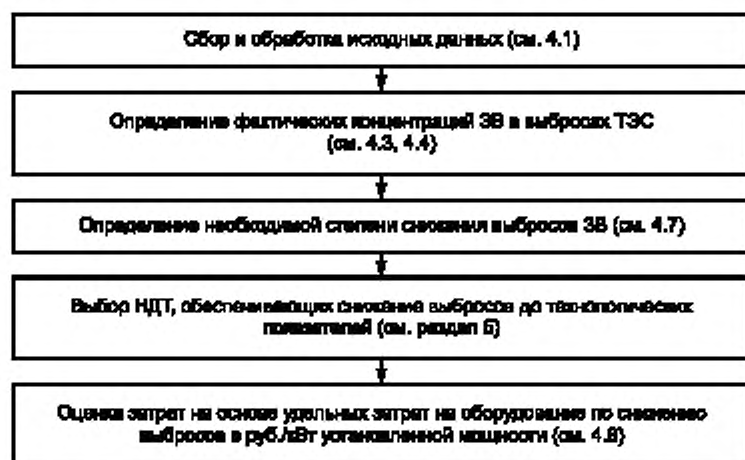 Сбор и обработка исходных данных (см. 4.1)
Определение фактических концентраций ЗВ в выбросах ТЭС
(см. 4.3, 4.4)
Определение необходимой степени снижения выбросов ЗВ (см. 4.7)
Выбор НДТ, обеспечивающих снижение выбросов до технологических
показателей (см. раздел 5)
Оценка затрат на основе удельных затрат на оборудование по снижению
выбросов в руб./кВт установленной мощности (см. 4.8)